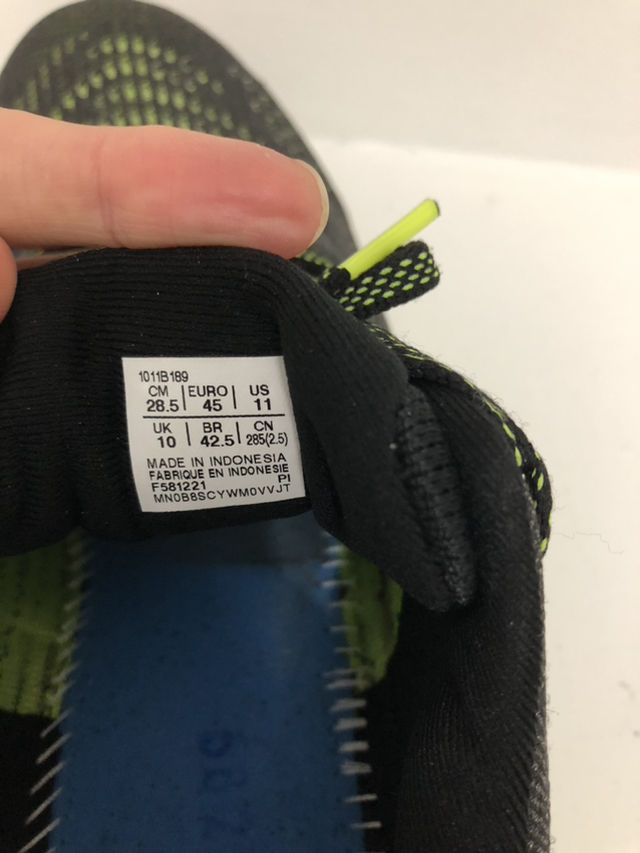 1011B189
CM EURO US
28.5 45 11
UK BR CN
10 42.5 285(2.5)
MADE IN INDONESIA
FABRIQUE EN INDONESIE
F581221 PI
MN0B8SCYWM0VVJT
285